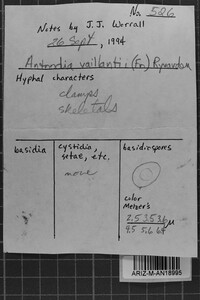 No. 526
Notes by J.J. Worrall
26 Sept, 1994
Antrodia vaillantii (Fr.) Ryvarden
Hyphal characters
clamps
skeletals
basidia
cystidia, setae, etc.
none
basidiospores
color
Melzer's
μ
ARIZ-M-AN18995